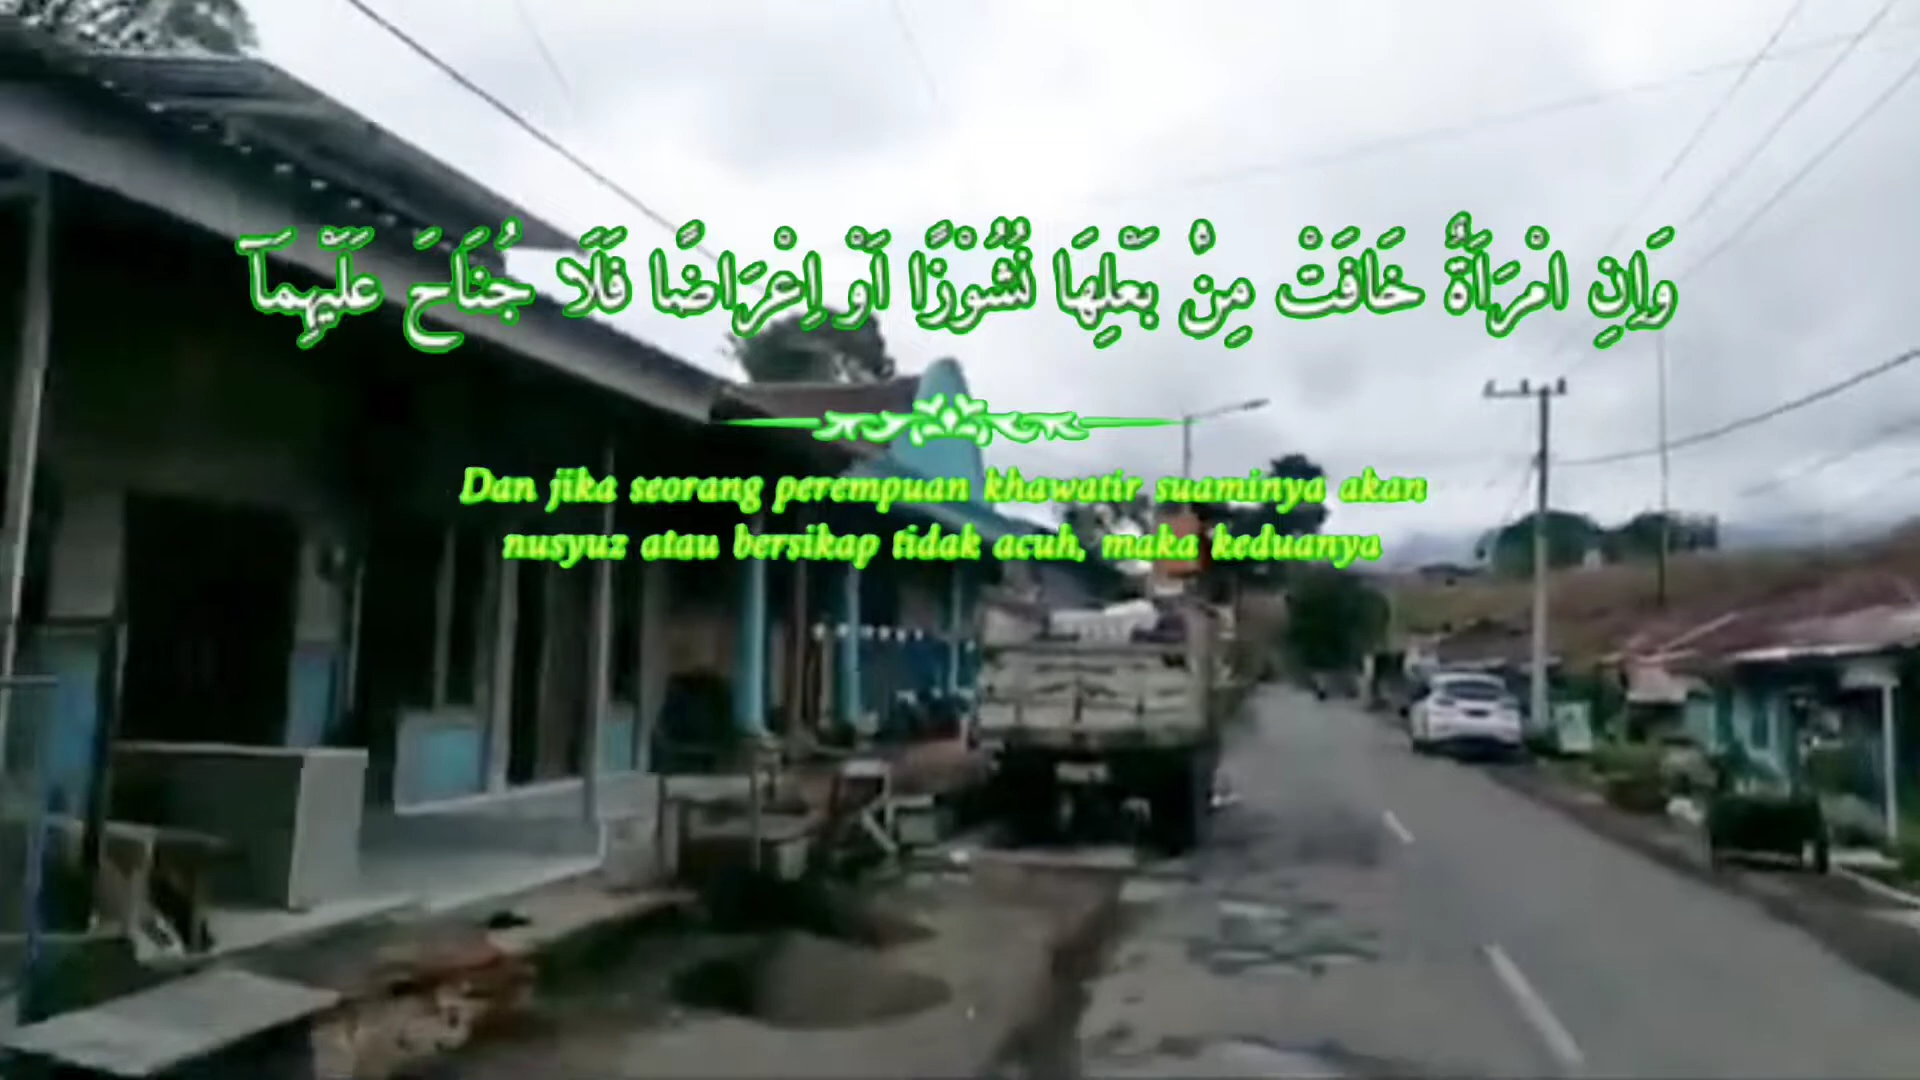 وَاِنِ امْرَاَةٌ خَافَتْ مِنْۢ بَعْلِهَا نُشُوْزًا اَوْ اِعْرَاضًا فَلَا جُنَاحَ عَلَيْهِمَآ
Dan jika seorang perempuan khawatir suaminya akan
nusyuz atau bersikap tidak acuh, maka keduanya